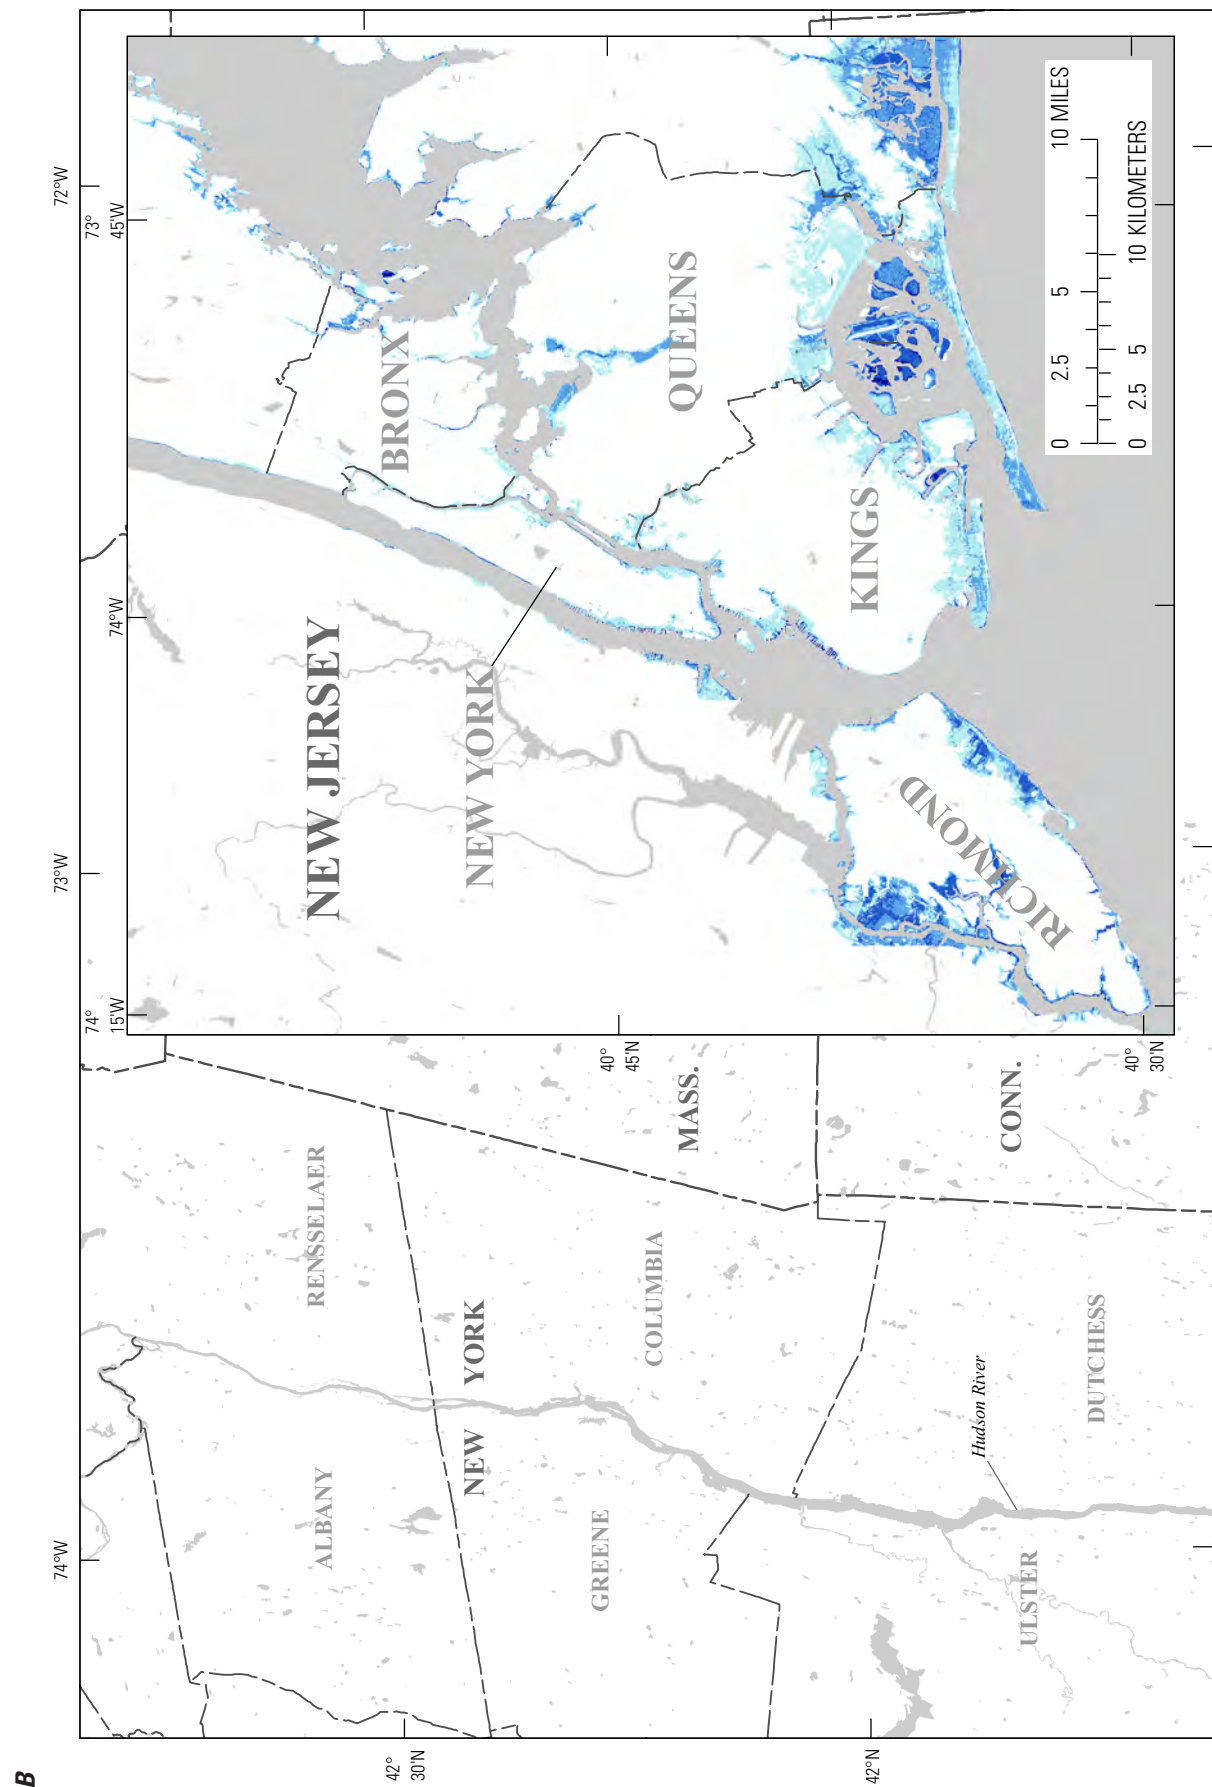 B
74°W
73°W
72°W
42°
30'N
42°N
ALBANY
RENSSELAER
NEW YORK
GREENE
COLUMBIA
MASS.
ULSTER
Hudson River
DUTCHESS
CONN.
74°
15'W
74°W
73°
45'W
40°
45'N
40°
30'N
NEW JERSEY
NEW YORK
BRONX
QUEENS
KINGS
RICHMOND
0 2.5 5 10 MILES
0 2.5 5 10 KILOMETERS